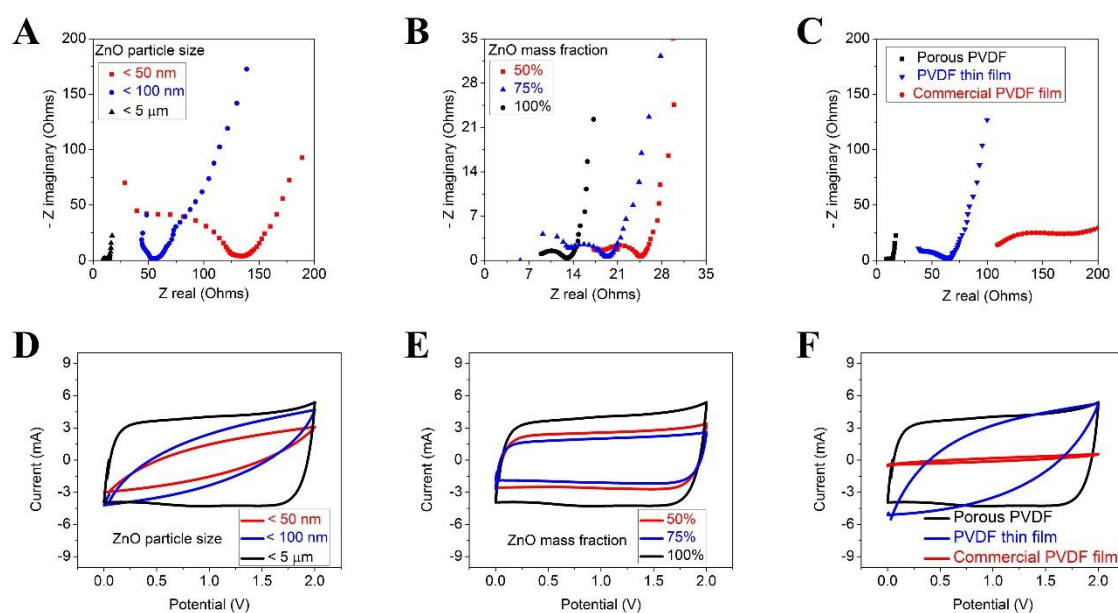 A
ZnO particle size
< 50 nm
< 100 nm
< 5 μm
- Z imaginary (Ohms)
200
150
100
50
0
0 50 100 150 200
Z real (Ohms)
B
ZnO mass fraction
50%
75%
100%
- Z imaginary (Ohms)
35
28
21
14
7
0
0 7 14 21 28 35
Z real (Ohms)
C
Porous PVDF
PVDF thin film
Commercial PVDF film
- Z imaginary (Ohms)
200
150
100
50
0
0 50 100 150 200
Z real (Ohms)
D
Current (mA)
9
6
3
0
-3
-6
-9
ZnO particle size
< 50 nm
< 100 nm
< 5 μm
0.0 0.5 1.0 1.5 2.0
Potential (V)
E
Current (mA)
9
6
3
0
-3
-6
-9
ZnO mass fraction
50%
75%
100%
0.0 0.5 1.0 1.5 2.0
Potential (V)
F
Current (mA)
9
6
3
0
-3
-6
-9
Porous PVDF
PVDF thin film
Commercial PVDF film
0.0 0.5 1.0 1.5 2.0
Potential (V)